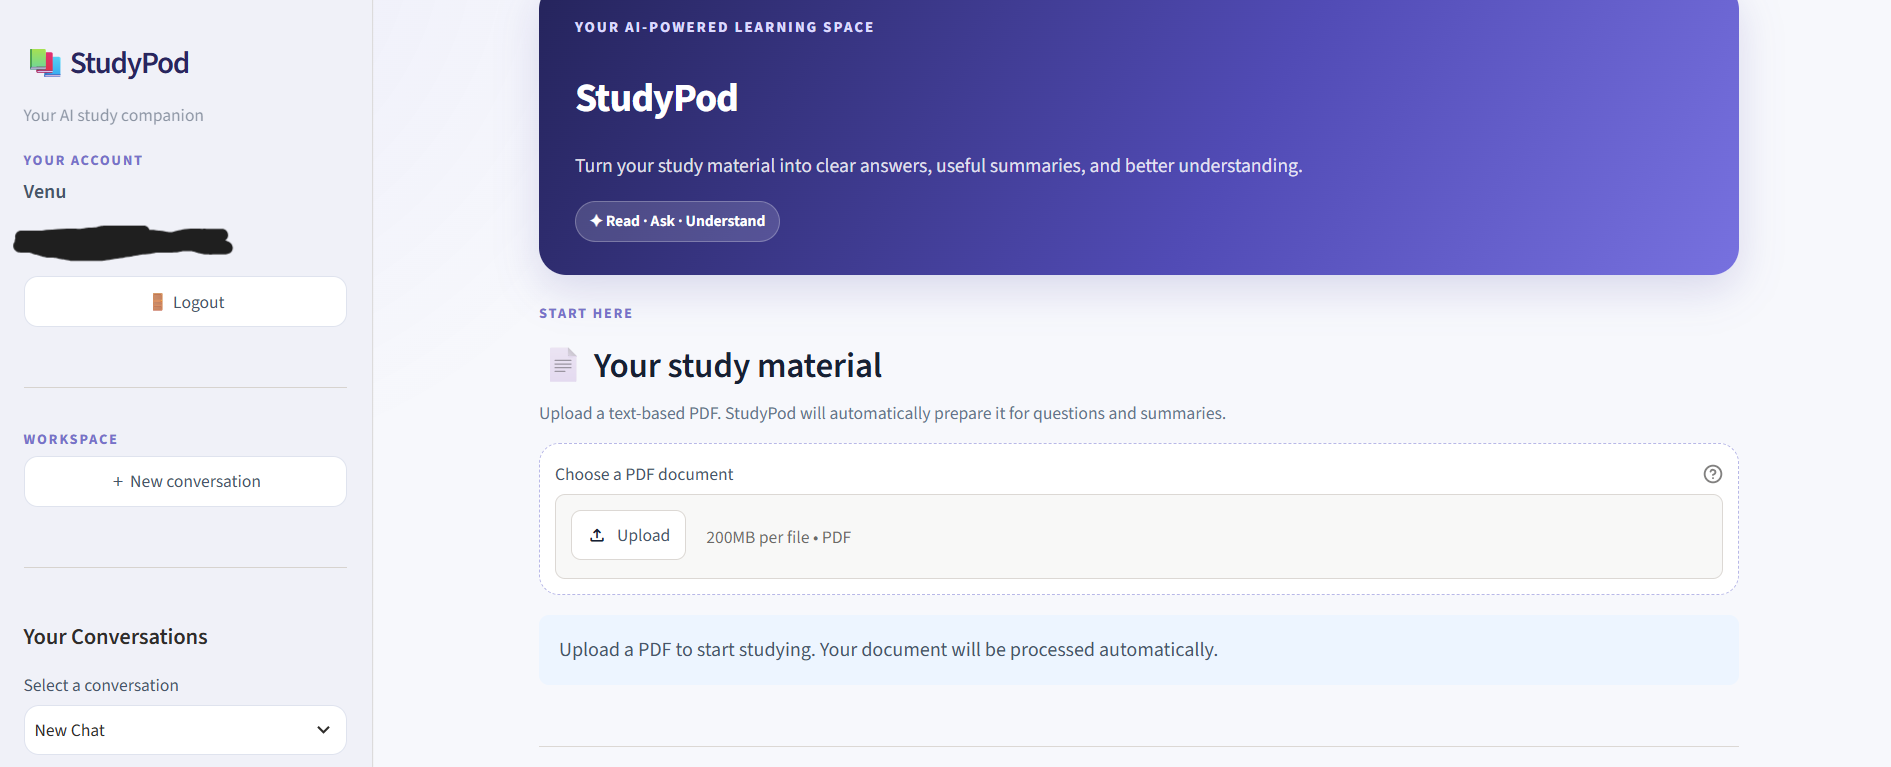 StudyPod
Your AI study companion
YOUR ACCOUNT
Venu
Logout
WORKSPACE
+ New conversation
Your Conversations
Select a conversation
New Chat
YOUR AI-POWERED LEARNING SPACE
StudyPod
Turn your study material into clear answers, useful summaries, and better understanding.
✦ Read · Ask · Understand
START HERE
Your study material
Upload a text-based PDF. StudyPod will automatically prepare it for questions and summaries.
Choose a PDF document
Upload
200MB per file • PDF
Upload a PDF to start studying. Your document will be processed automatically.